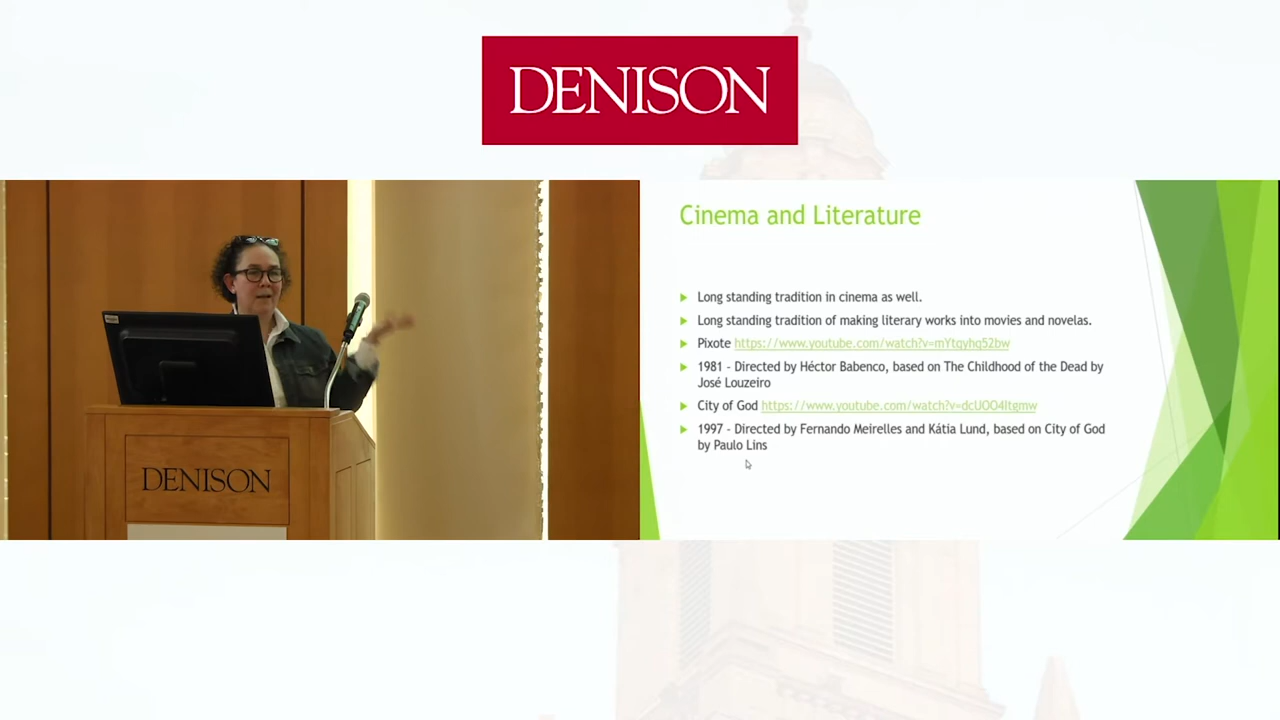 DENISON
Cinema and Literature
Long standing tradition in cinema as well.
Long standing tradition of making literary works into movies and novelas.
Pixote https://www.youtube.com/watch?v=mYtqyhq52bw
1981 - Directed by Héctor Babenco, based on The Childhood of the Dead by
José Louzeiro
City of God https://www.youtube.com/watch?v=dcUOO4Itgmw
1997 - Directed by Fernando Meirelles and Kátia Lund, based on City of God
by Paulo Lins
DENISON